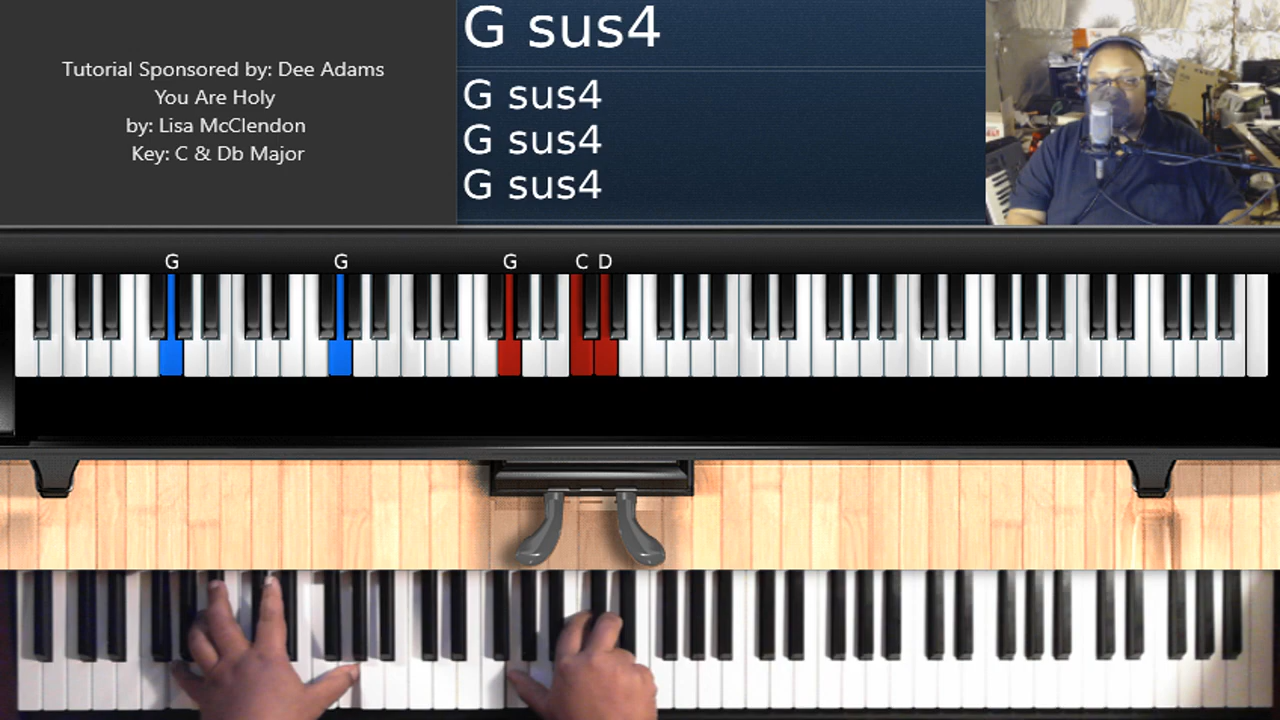 Tutorial Sponsored by: Dee Adams
You Are Holy
by: Lisa McClendon
Key: C & Db Major
G sus4
G sus4
G sus4
G sus4
G G G C D